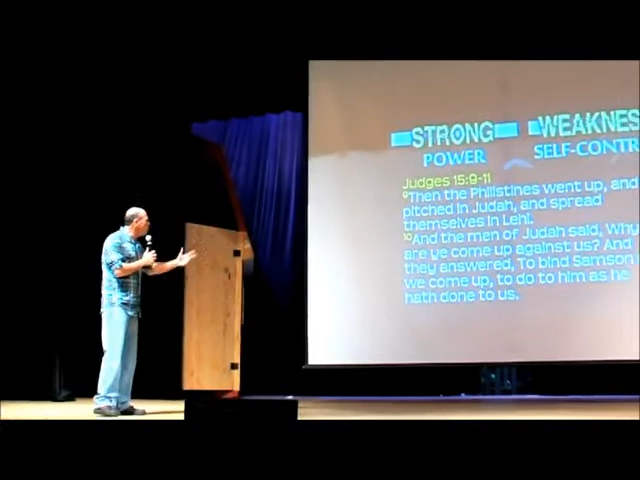 STRONG WEAKNES
POWER SELF-CONTR
Judges 15:9-11
9Then the Philistines went up, and
pitched in Judah, and spread
themselves in Lehi.
10And the men of Judah said, Why
are ye come up against us? And
they answered, To bind Samson
we come up, to do to him as he
hath done to us.